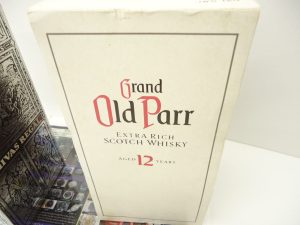 Grand
Old Parr
EXTRA RICH
SCOTCH WHISKY
AGED 12 YEARS